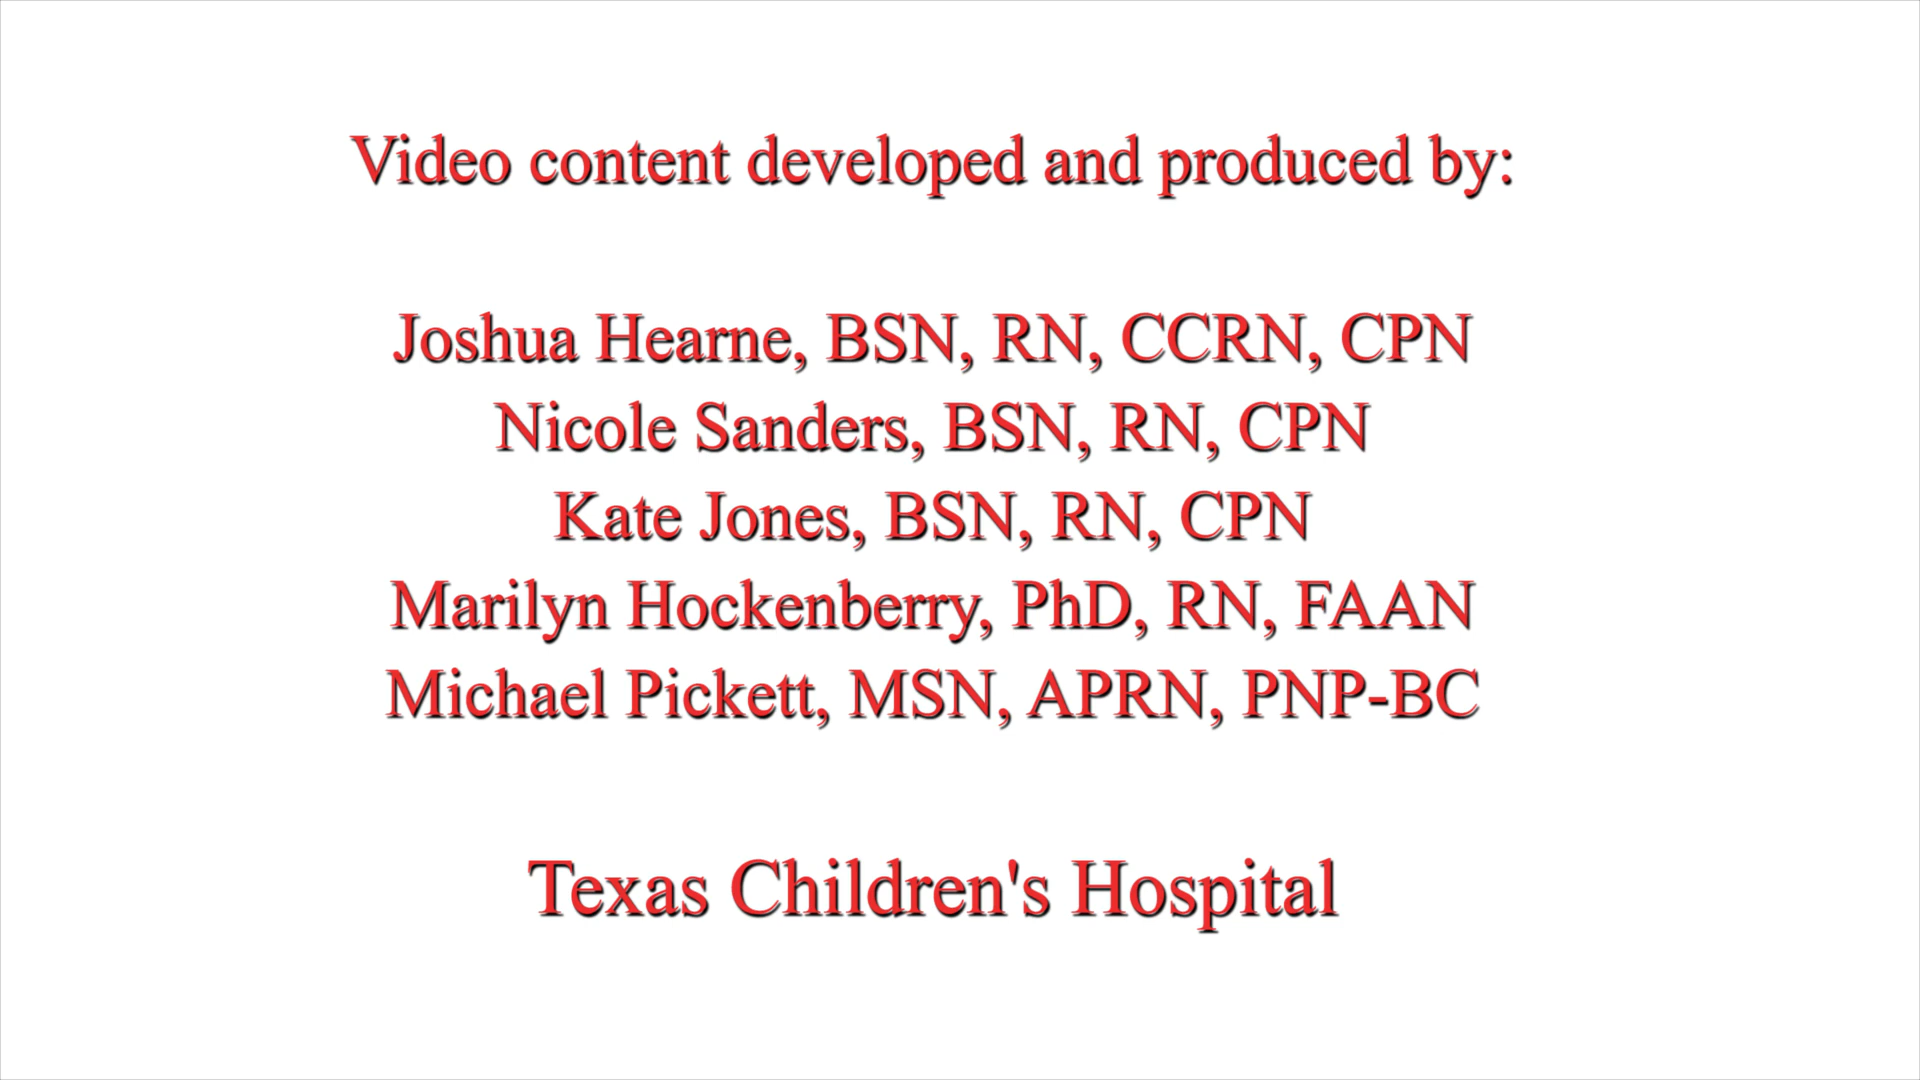 Video content developed and produced by:
Joshua Hearne, BSN, RN, CCRN, CPN
Nicole Sanders, BSN, RN, CPN
Kate Jones, BSN, RN, CPN
Marilyn Hockenberry, PhD, RN, FAAN
Michael Pickett, MSN, APRN, PNP-BC
Texas Children's Hospital